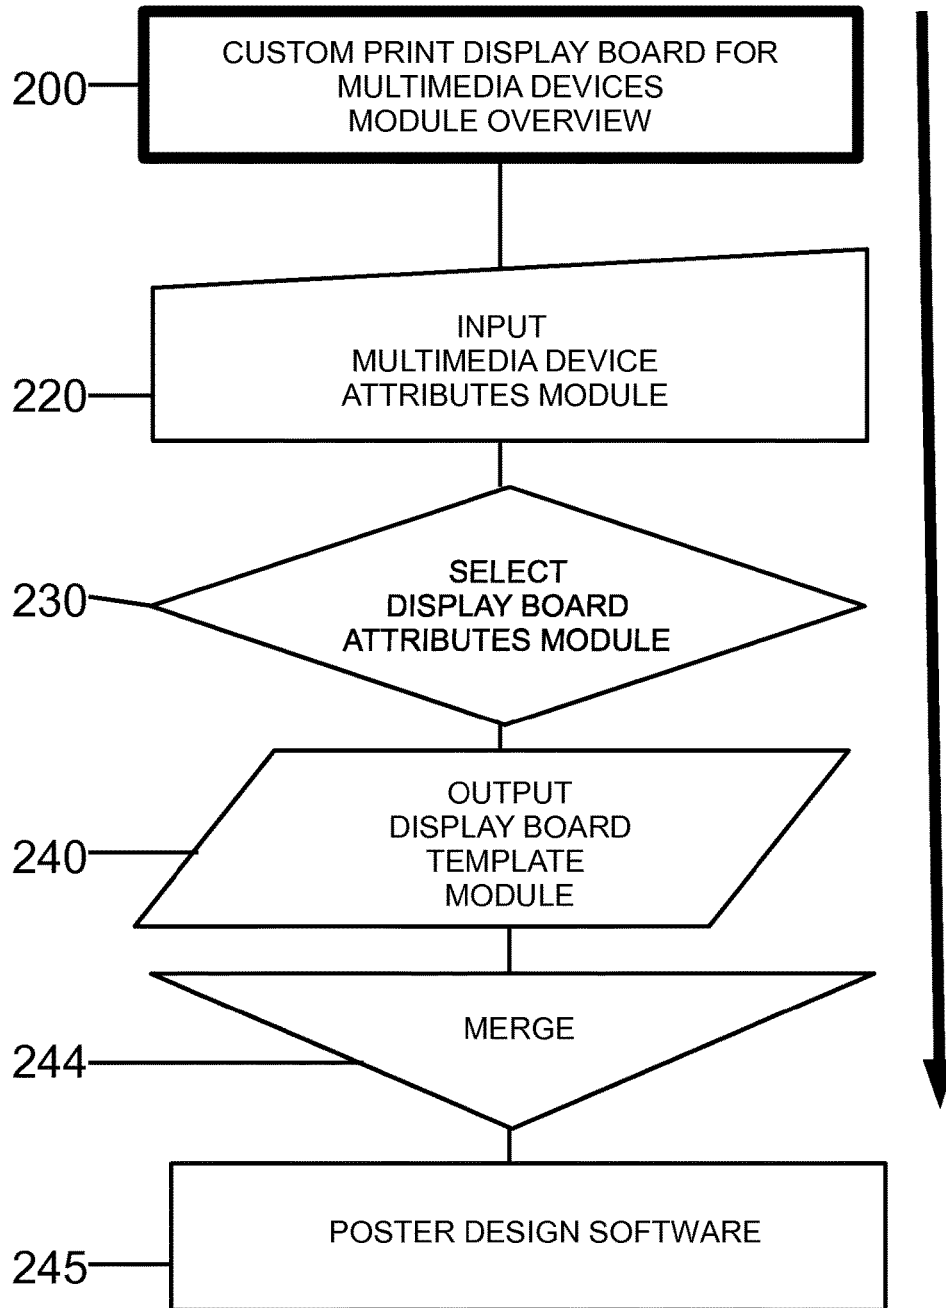 200
CUSTOM PRINT DISPLAY BOARD FOR
MULTIMEDIA DEVICES
MODULE OVERVIEW
220
INPUT
MULTIMEDIA DEVICE
ATTRIBUTES MODULE
230
SELECT
DISPLAY BOARD
ATTRIBUTES MODULE
240
OUTPUT
DISPLAY BOARD
TEMPLATE
MODULE
244
MERGE
245
POSTER DESIGN SOFTWARE